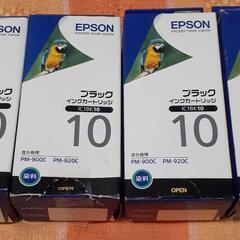 EPSON
EXCEED YOUR VISION
ブラック
インクカートリッジ
IC1BK10
10
適合機種
PM-900C PM-920C
染料
OPEN
EPSON
EXCEED YOUR VISION
ブラック
インクカートリッジ
IC1BK10
10
適合機種
PM-900C PM-920C
染料
OPEN